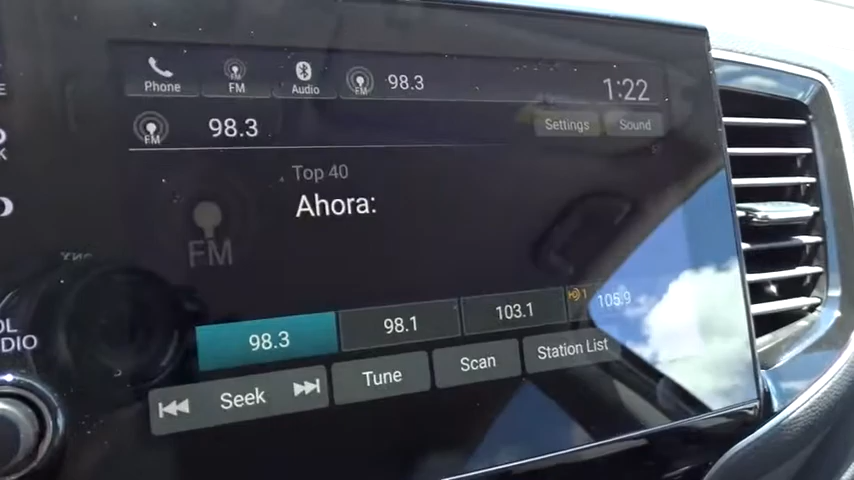 Phone FM Audio FM 98.3 1:22
FM 98.3 Settings Sound
Top 40
Ahora:
FM
98.3 98.1 103.1 1 105.9
Seek Tune Scan Station List